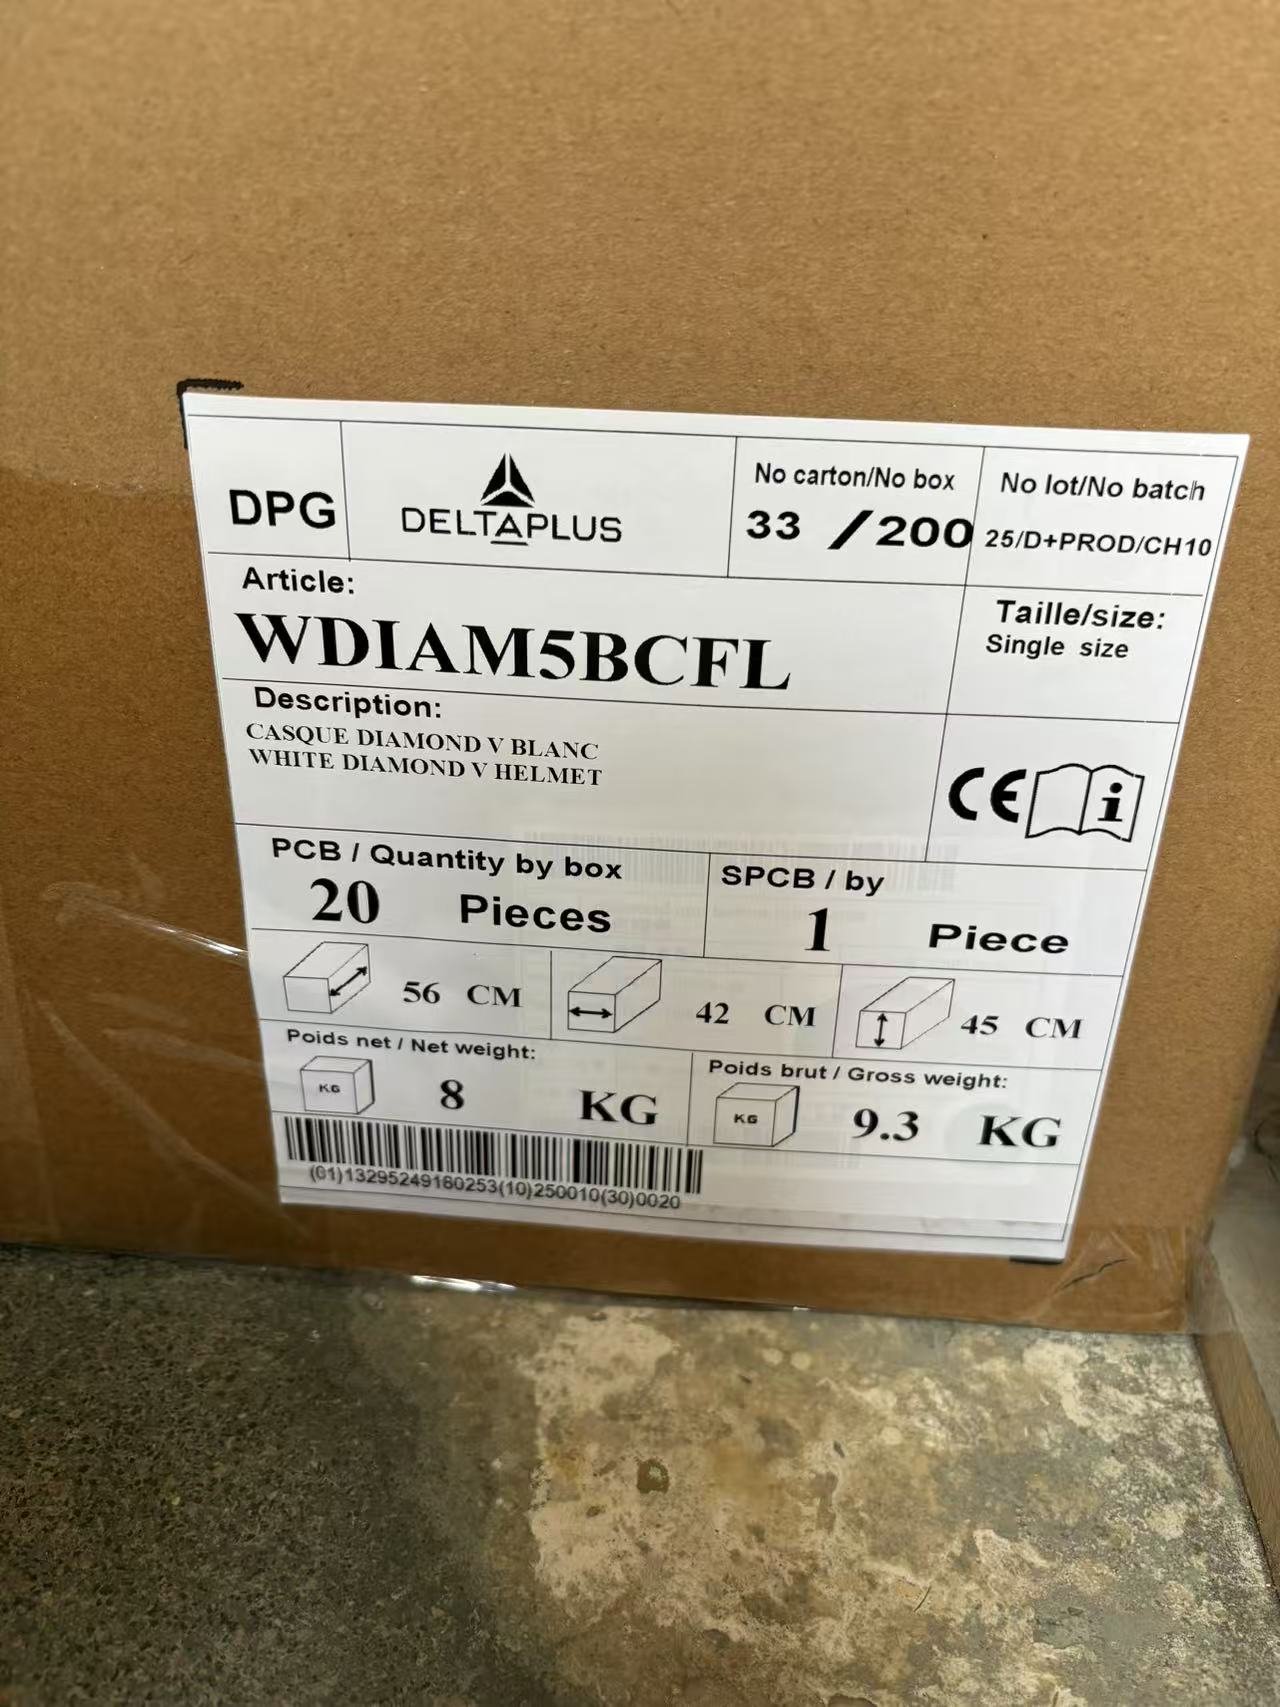 DPG
DELTAPLUS
No carton/No box
33 /200
No lot/No batch
25/D+PROD/CH10
Article:
WDIAM5BCFL
Taille/size:
Single size
Description:
CASQUE DIAMOND V BLANC
WHITE DIAMOND V HELMET
CE i
PCB / Quantity by box
20 Pieces
SPCB / by
1 Piece
56 CM
42 CM
45 CM
Poids net / Net weight:
KG 8 KG
Poids brut / Gross weight:
KG 9.3 KG
(01)13295249160253(10)250010(30)0020